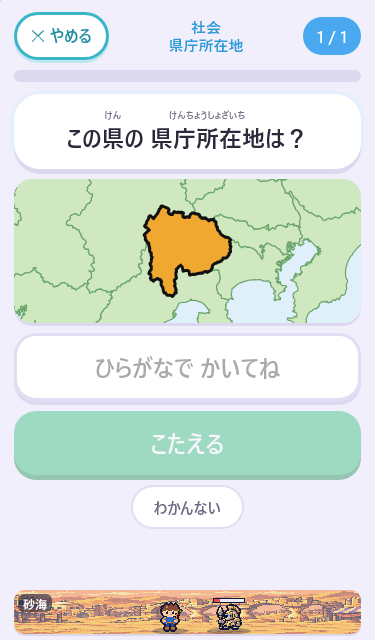 × やめる
社会
県庁所在地
1 / 1
けん けんちょうしょざいち
この県の 県庁所在地は？
ひらがなで かいてね
こたえる
わかんない
砂海